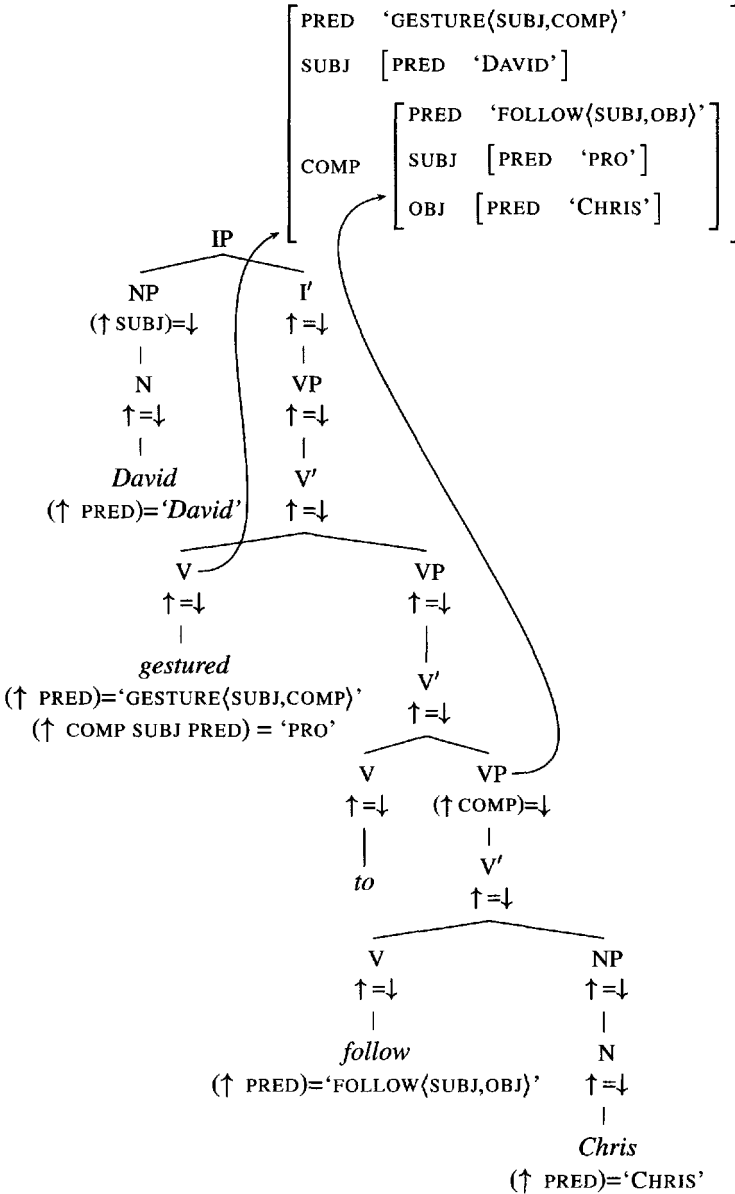 PRED ‘GESTURE⟨SUBJ,COMP⟩’
SUBJ [PRED ‘DAVID’]
COMP
PRED ‘FOLLOW⟨SUBJ,OBJ⟩’
SUBJ [PRED ‘PRO’]
OBJ [PRED ‘CHRIS’]
IP
NP I′
(↑ SUBJ)=↓ ↑=↓
N VP
↑=↓ ↑=↓
David V′
(↑ PRED)=‘David’ ↑=↓
V VP
↑=↓ ↑=↓
gestured
(↑ PRED)=‘GESTURE⟨SUBJ,COMP⟩’ V′
(↑ COMP SUBJ PRED) = ‘PRO’ ↑=↓
V VP
↑=↓ (↑ COMP)=↓
to V′
↑=↓
V NP
↑=↓ ↑=↓
follow N
(↑ PRED)=‘FOLLOW⟨SUBJ,OBJ⟩’ ↑=↓
Chris
(↑ PRED)=‘CHRIS’